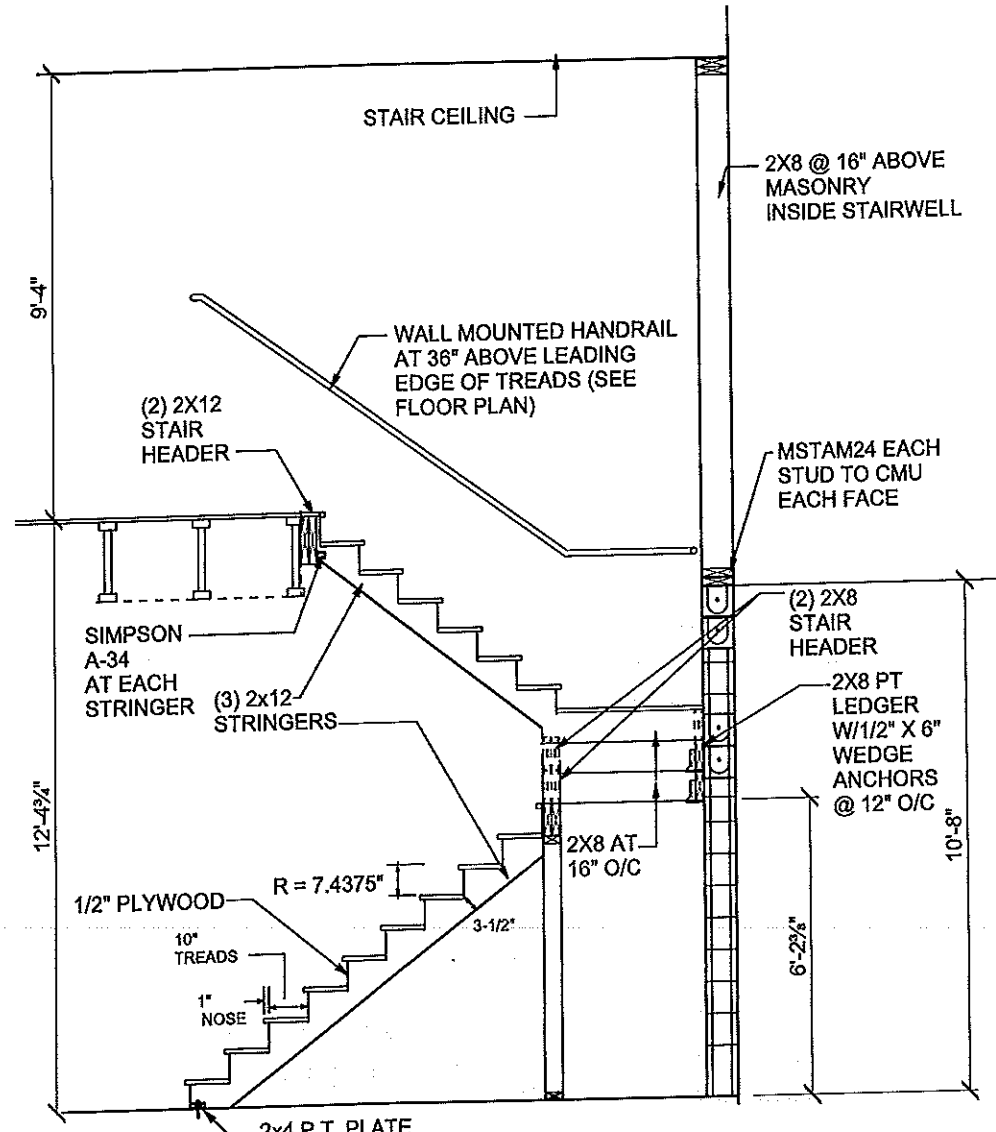 STAIR CEILING
2X8 @ 16" ABOVE
MASONRY
INSIDE STAIRWELL
9'-4"
WALL MOUNTED HANDRAIL
AT 36" ABOVE LEADING
EDGE OF TREADS (SEE
FLOOR PLAN)
(2) 2X12
STAIR
HEADER
MSTAM24 EACH
STUD TO CMU
EACH FACE
(2) 2X8
STAIR
HEADER
SIMPSON
A-34
AT EACH
STRINGER
(3) 2x12
STRINGERS
2X8 PT
LEDGER
W/1/2" X 6"
WEDGE
ANCHORS
@ 12" O/C
12'-4¾"
10'-8"
2X8 AT
16" O/C
R = 7.4375"
1/2" PLYWOOD
3-1/2"
6'-2⅜"
10"
TREADS
1"
NOSE
2x4 P.T. PLATE